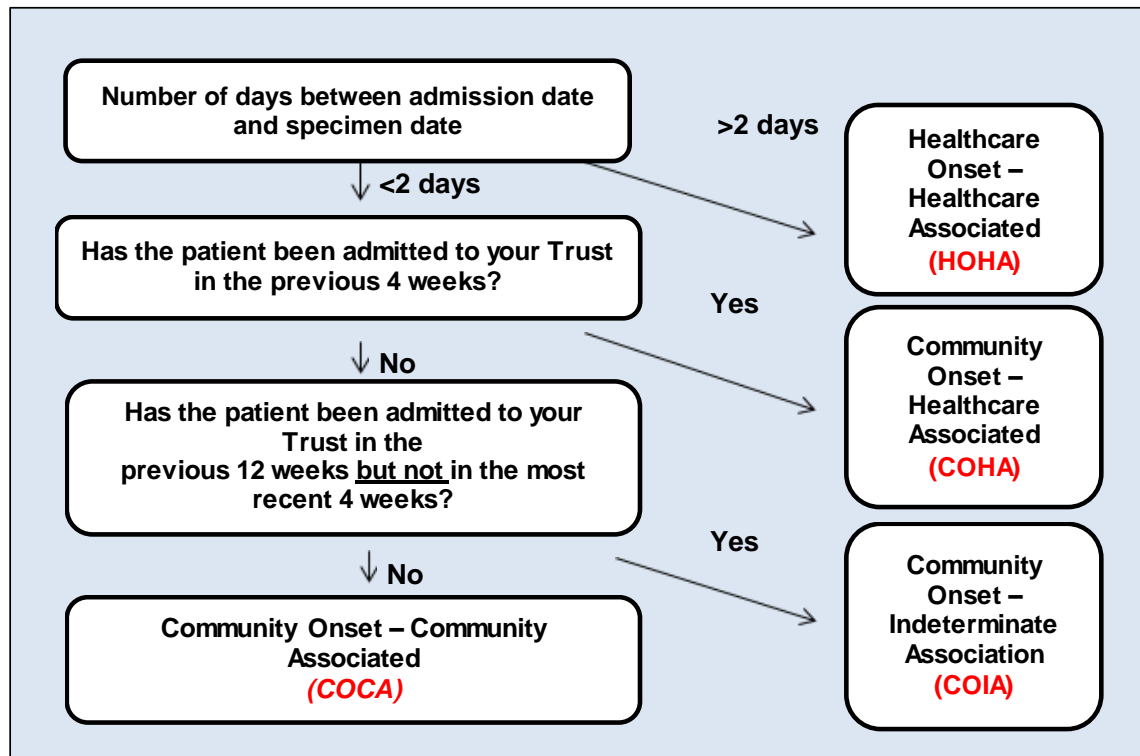 Number of days between admission date
and specimen date
>2 days
Healthcare
Onset –
Healthcare
Associated
(HOHA)
<2 days
Has the patient been admitted to your Trust
in the previous 4 weeks?
Yes
Community
Onset –
Healthcare
Associated
(COHA)
No
Has the patient been admitted to your
Trust in the
previous 12 weeks but not in the most
recent 4 weeks?
Yes
Community
Onset –
Indeterminate
Association
(COIA)
No
Community Onset – Community
Associated
(COCA)